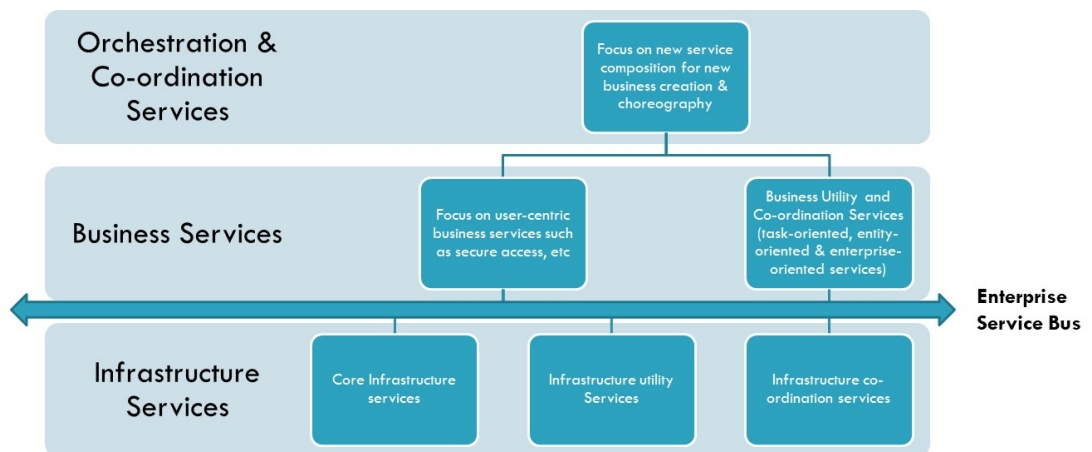 Orchestration &
Co-ordination
Services
Focus on new service
composition for new
business creation &
choreography
Business Services
Focus on user-centric
business services such
as secure access, etc
Business Utility and
Co-ordination Services
(task-oriented, entity-
oriented & enterprise-
oriented services)
Enterprise
Service Bus
Infrastructure
Services
Core Infrastructure
services
Infrastructure utility
Services
Infrastructure co-
ordination services